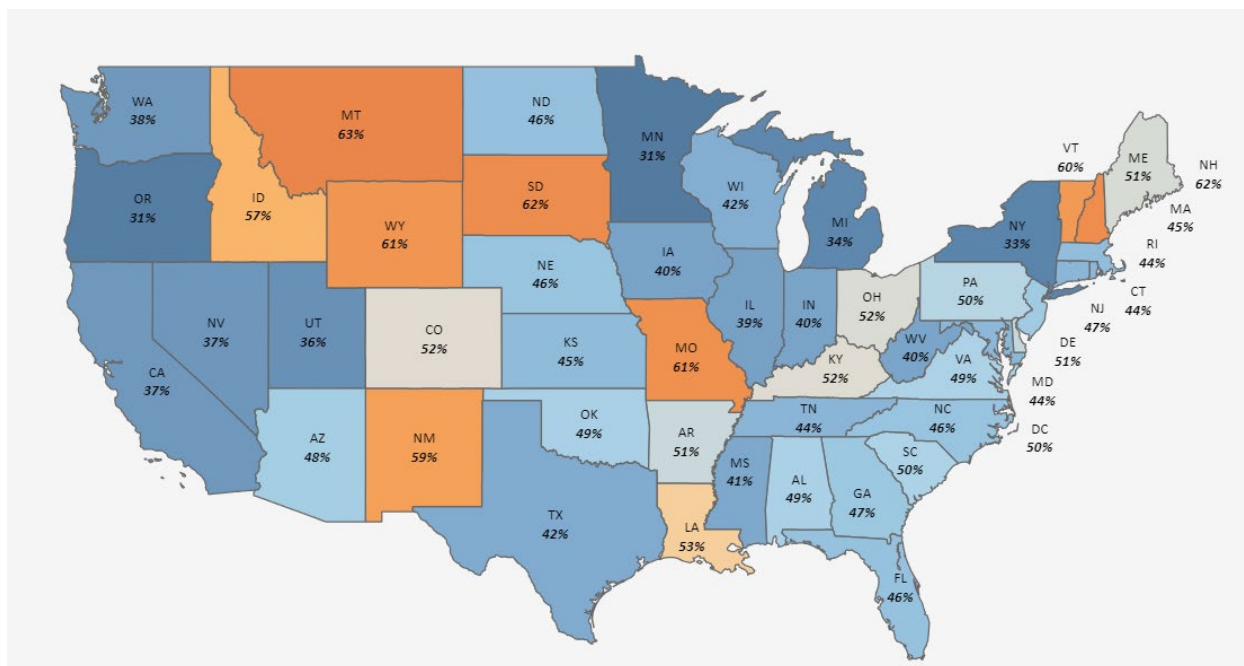 WA
38%
MT
63%
ND
46%
MN
31%
VT
60%
ME
51%
NH
62%
OR
31%
ID
57%
WY
61%
SD
62%
WI
42%
MI
34%
NY
33%
MA
45%
RI
44%
CT
44%
NJ
47%
NV
37%
UT
36%
CO
52%
NE
46%
IA
40%
IL
39%
IN
40%
OH
52%
PA
50%
DE
51%
CA
37%
KS
45%
MO
61%
KY
52%
WV
40%
VA
49%
MD
44%
DC
50%
AZ
48%
NM
59%
OK
49%
AR
51%
TN
44%
NC
46%
SC
50%
MS
41%
AL
49%
GA
47%
TX
42%
LA
53%
FL
46%